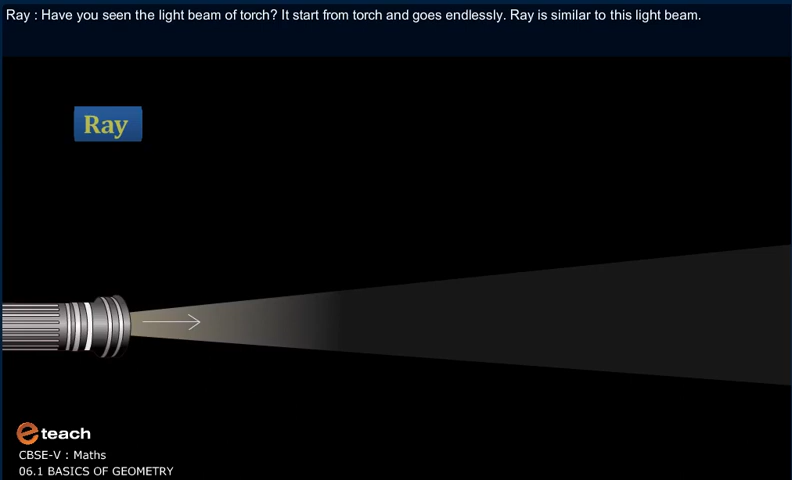 Ray : Have you seen the light beam of torch? It start from torch and goes endlessly. Ray is similar to this light beam.
Ray
eteach
CBSE-V : Maths
06.1 BASICS OF GEOMETRY